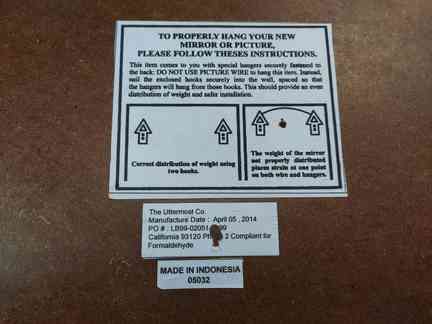 TO PROPERLY HANG YOUR NEW
MIRROR OR PICTURE,
PLEASE FOLLOW THESES INSTRUCTIONS.
This item comes to you with special hangers securely fastened to
the back: DO NOT USE PICTURE WIRE to hang this item. Instead,
nail the enclosed hooks securely into the wall, spaced so that
the hangers will hang from those hooks. This should provide an even
distribution of weight and safer installation.
Correct distribution of weight using
two hooks.
The weight of the mirror
not properly distributed
places strain at one point
on both wire and hangers.
The Uttermost Co.
Manufacture Date : April 05 , 2014
PO # : LB99-02051
California 93120 2 Compliant for
Formaldehyde
MADE IN INDONESIA
05032